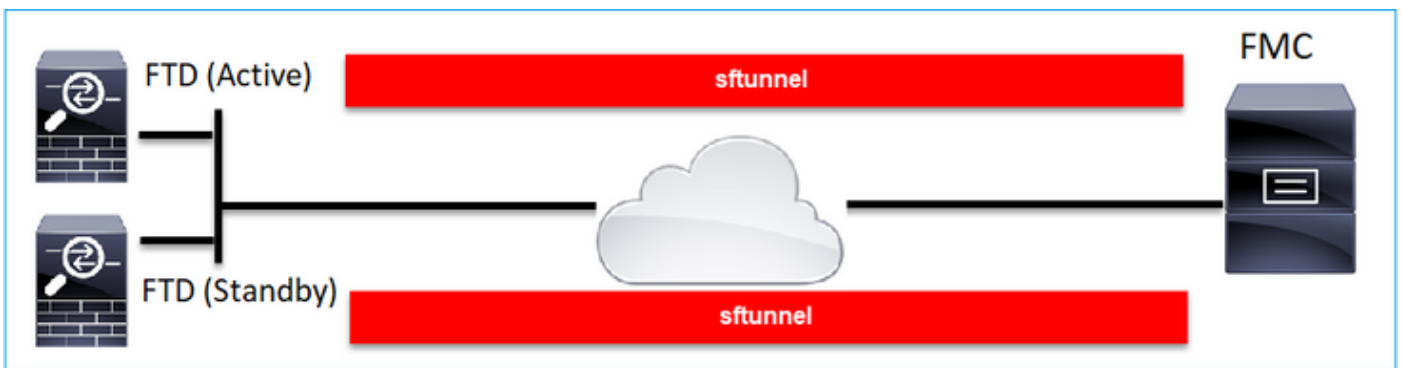 FTD (Active)
sftunnel
FMC
FTD (Standby)
sftunnel